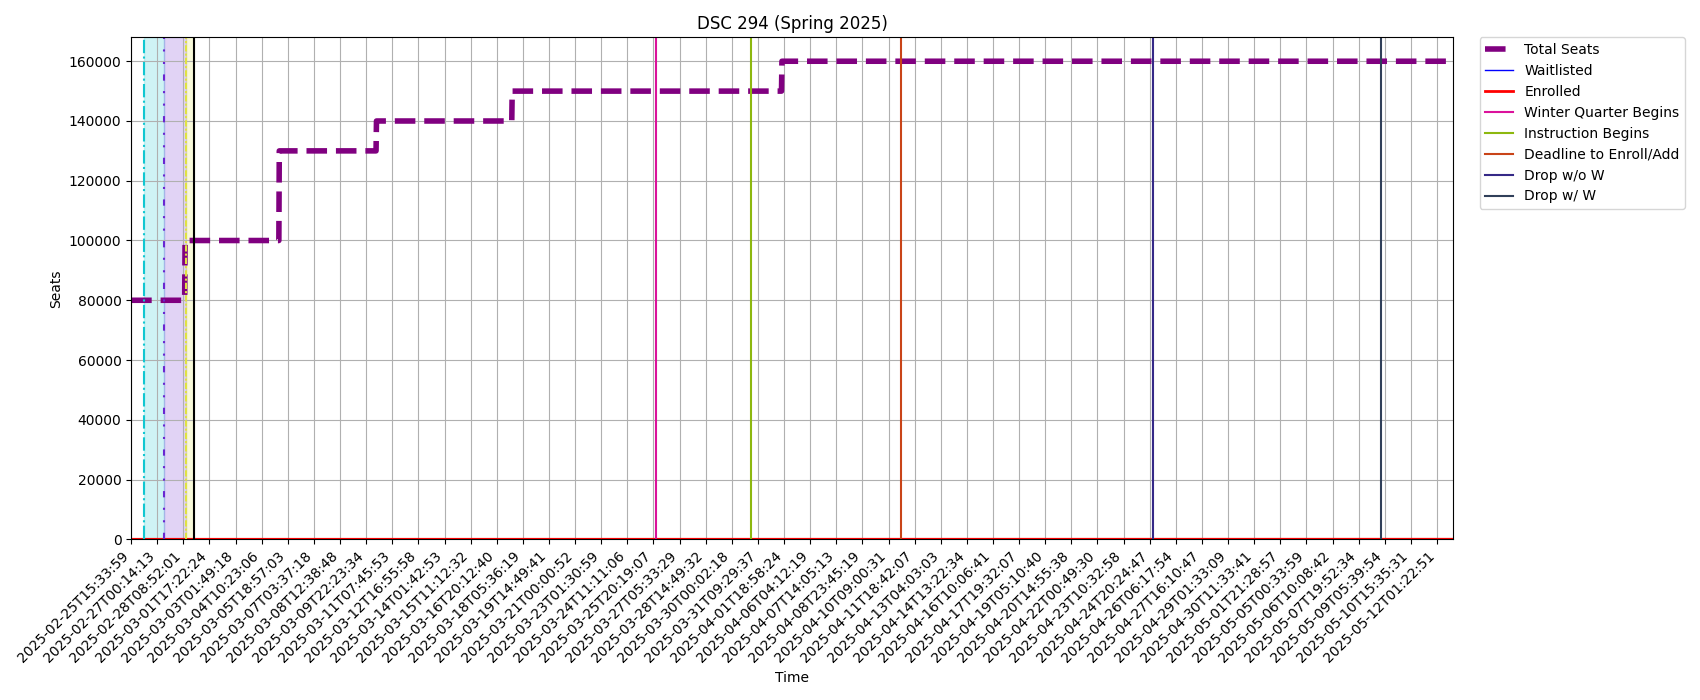 DSC 294 (Spring 2025)
Seats
160000
140000
120000
100000
80000
60000
40000
20000
0
2025-02-25T15:33:59
2025-02-27T00:14:13
2025-02-28T08:52:01
2025-03-01T17:22:24
2025-03-03T01:49:18
2025-03-04T10:23:06
2025-03-05T18:57:03
2025-03-07T03:37:18
2025-03-08T12:38:48
2025-03-09T22:23:34
2025-03-11T07:45:53
2025-03-12T16:55:58
2025-03-14T01:42:53
2025-03-15T11:12:32
2025-03-16T20:12:40
2025-03-18T05:36:19
2025-03-19T14:49:41
2025-03-21T00:00:52
2025-03-23T01:30:59
2025-03-24T11:11:06
2025-03-25T20:19:07
2025-03-27T05:33:29
2025-03-28T14:49:32
2025-03-30T00:02:18
2025-03-31T09:29:37
2025-04-01T18:58:24
2025-04-06T04:12:19
2025-04-07T14:05:13
2025-04-08T23:45:19
2025-04-10T09:00:31
2025-04-11T18:42:07
2025-04-13T04:03:03
2025-04-14T13:22:34
2025-04-16T10:06:41
2025-04-17T19:32:07
2025-04-19T05:10:40
2025-04-20T14:55:38
2025-04-22T00:49:30
2025-04-23T10:32:58
2025-04-24T20:24:47
2025-04-26T06:17:54
2025-04-27T16:10:47
2025-04-29T01:33:09
2025-04-30T11:33:41
2025-05-01T21:28:57
2025-05-05T00:33:59
2025-05-06T10:08:42
2025-05-07T19:52:34
2025-05-09T05:39:54
2025-05-10T15:35:31
2025-05-12T01:22:51
Time
Total Seats
Waitlisted
Enrolled
Winter Quarter Begins
Instruction Begins
Deadline to Enroll/Add
Drop w/o W
Drop w/ W